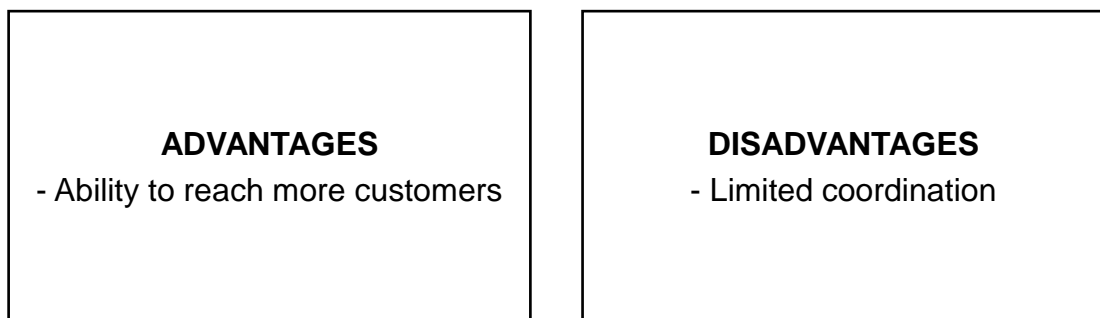 ADVANTAGES
- Ability to reach more customers
DISADVANTAGES
- Limited coordination